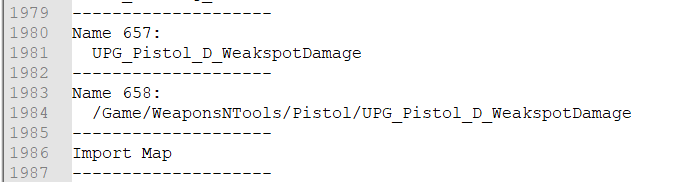 1979 --------------------
1980 Name 657:
1981 UPG_Pistol_D_WeakspotDamage
1982 --------------------
1983 Name 658:
1984 /Game/WeaponsNTools/Pistol/UPG_Pistol_D_WeakspotDamage
1985 --------------------
1986 Import Map
1987 --------------------